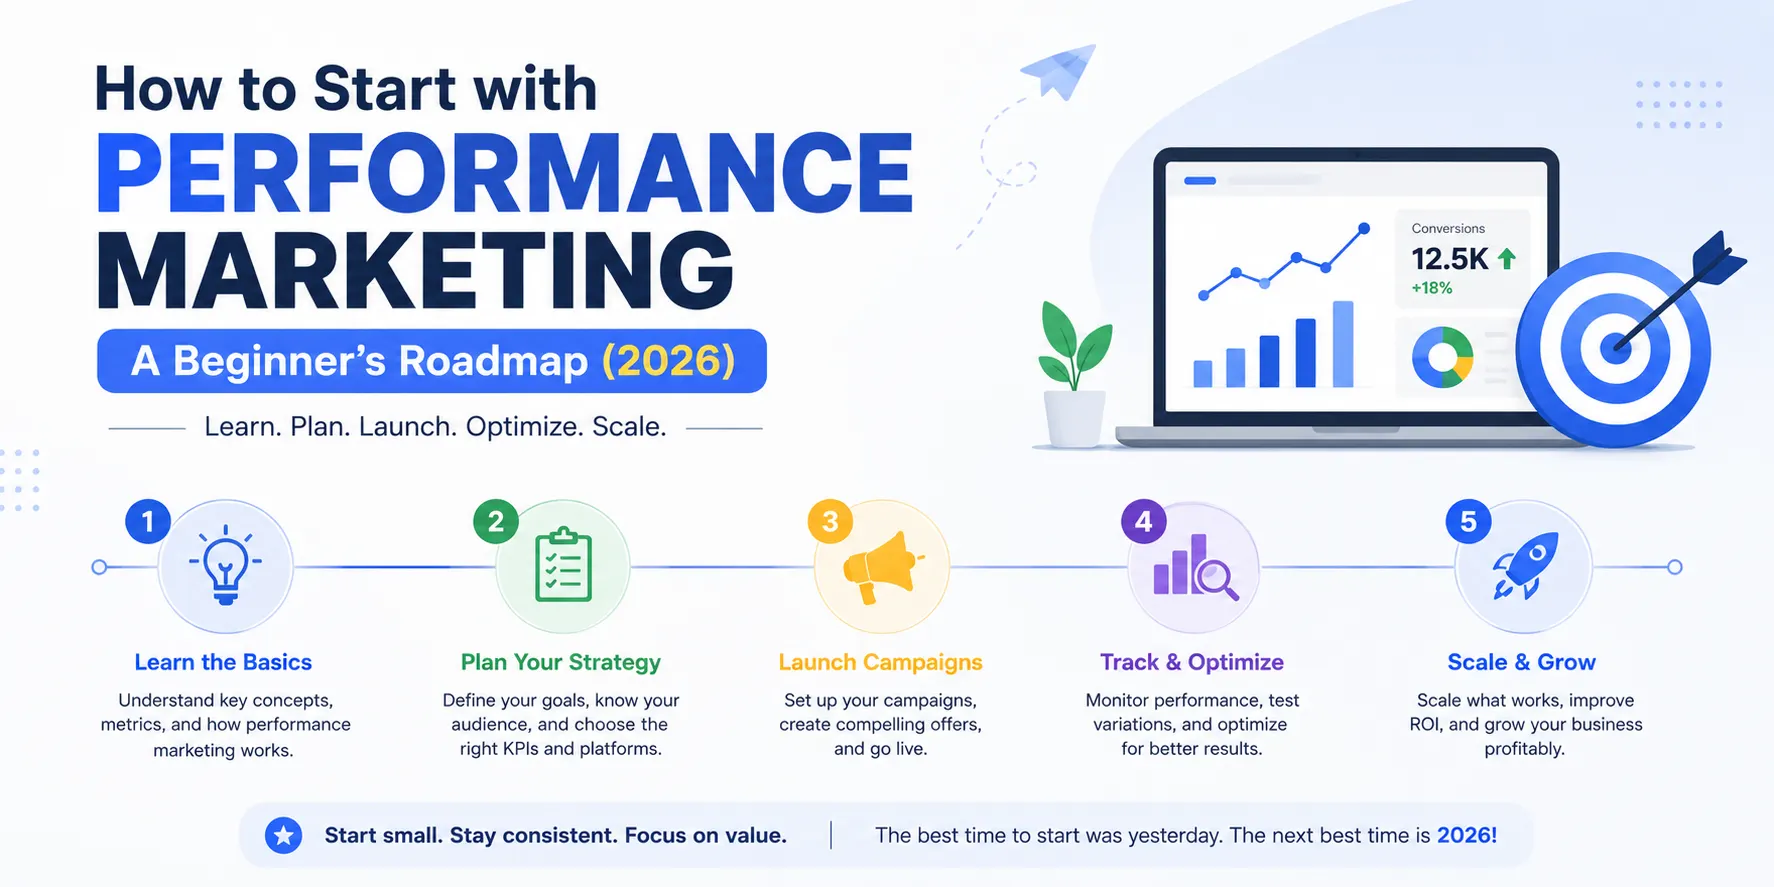 How to Start with
PERFORMANCE
MARKETING
A Beginner's Roadmap (2026)
Learn. Plan. Launch. Optimize. Scale.
Conversions
12.5K
+18%
1
Learn the Basics
Understand key concepts,
metrics, and how performance
marketing works.
2
Plan Your Strategy
Define your goals, know your
audience, and choose the
right KPIs and platforms.
3
Launch Campaigns
Set up your campaigns,
create compelling offers,
and go live.
4
Track & Optimize
Monitor performance, test
variations, and optimize
for better results.
5
Scale & Grow
Scale what works, improve
ROI, and grow your business
profitably.
Start small. Stay consistent. Focus on value.
The best time to start was yesterday. The next best time is 2026!